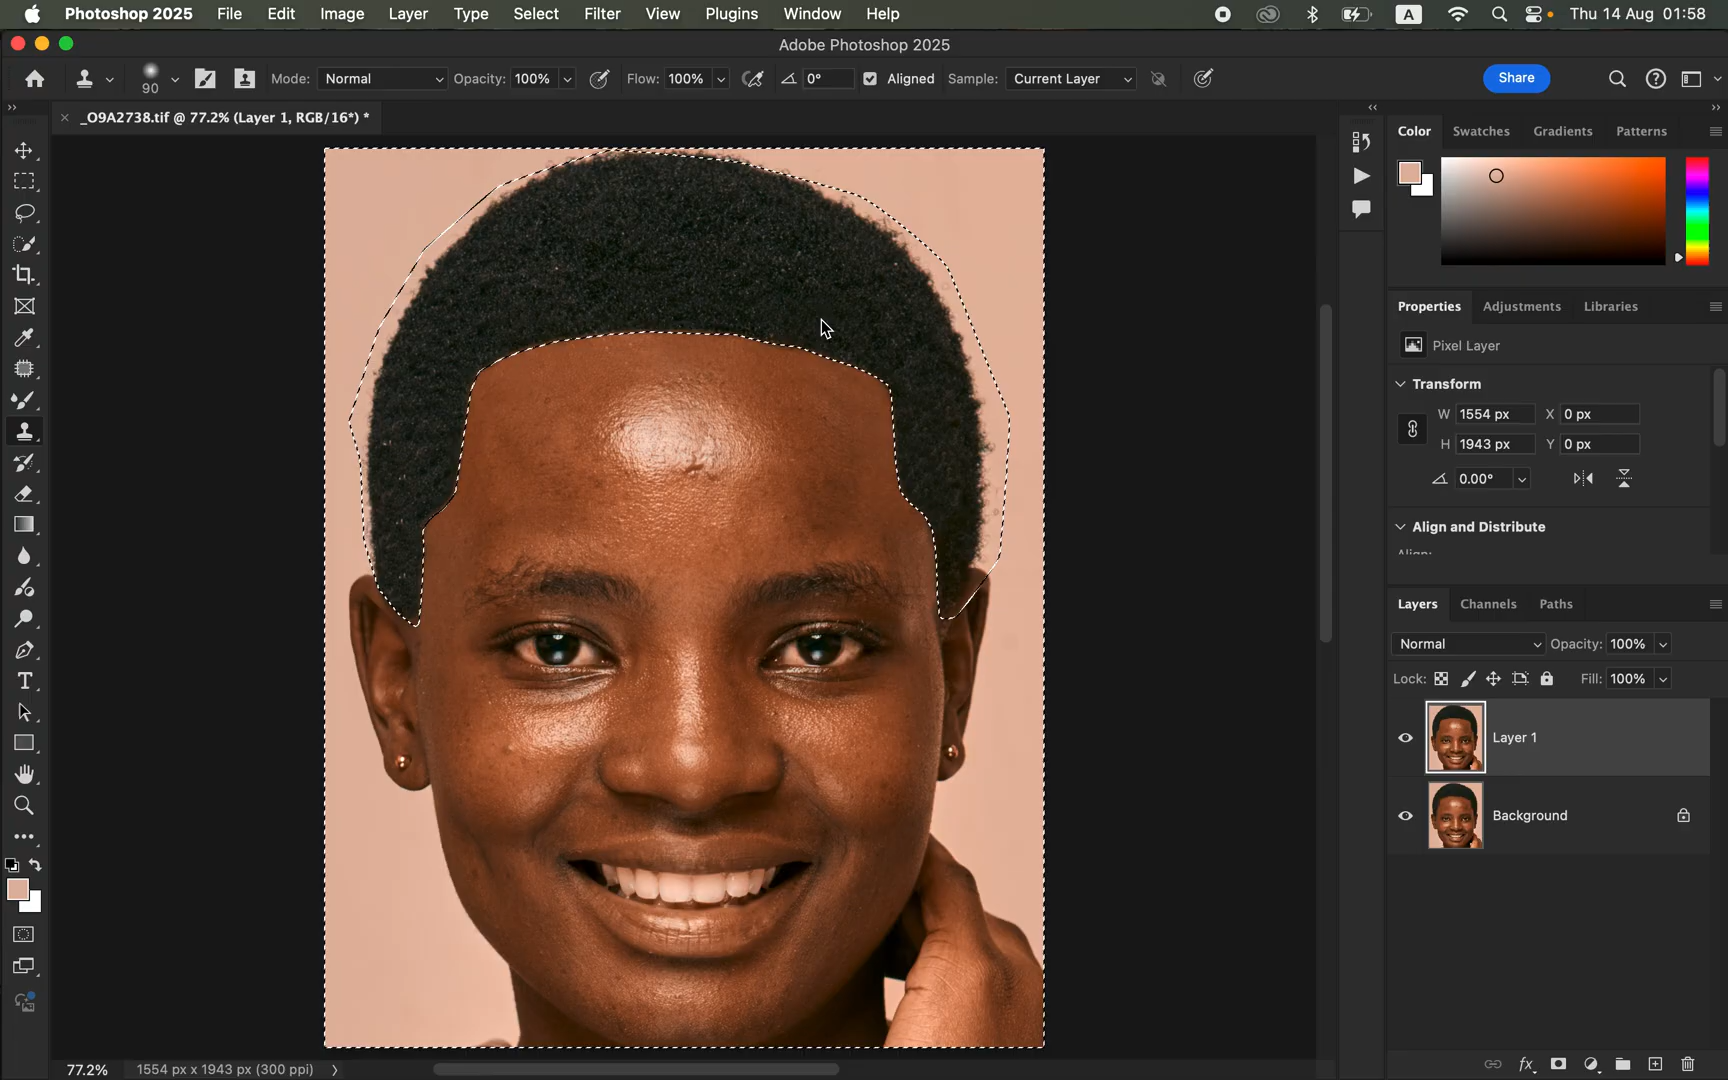 Photoshop 2025 File Edit Image Layer Type Select Filter View Plugins Window Help A Thu 14 Aug 01:58
Adobe Photoshop 2025
90 Mode: Normal Opacity: 100% Flow: 100% 0° Aligned Sample: Current Layer Share
_O9A2738.tif @ 77.2% (Layer 1, RGB/16*) *
Color Swatches Gradients Patterns
Properties Adjustments Libraries
Pixel Layer
Transform
W 1554 px X 0 px
H 1943 px Y 0 px
0.00°
Align and Distribute
Align:
Layers Channels Paths
Normal Opacity: 100%
Lock: Fill: 100%
Layer 1
Background
77.2% 1554 px x 1943 px (300 ppi)